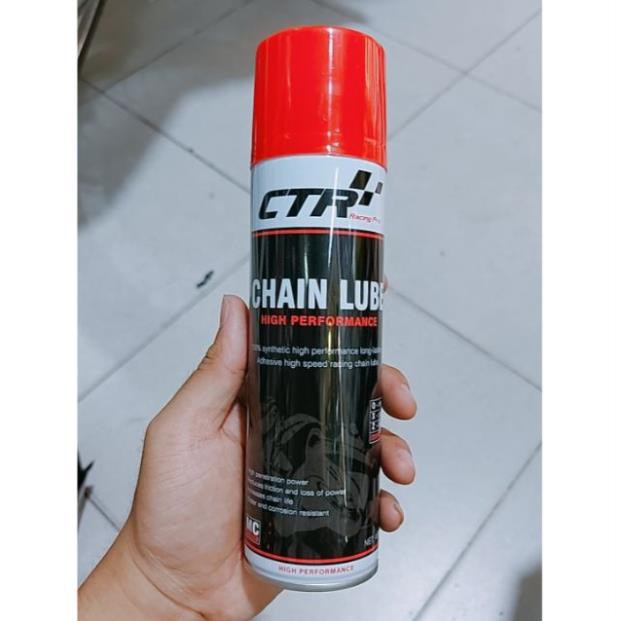 CTR
Racing Pro
CHAIN LUBE
HIGH PERFORMANCE
synthetic high performance
Adhesive high speed racing chain lube
penetration power
friction and loss of power
chain life
and corrosion resistant
MC
NET
HIGH PERFORMANCE